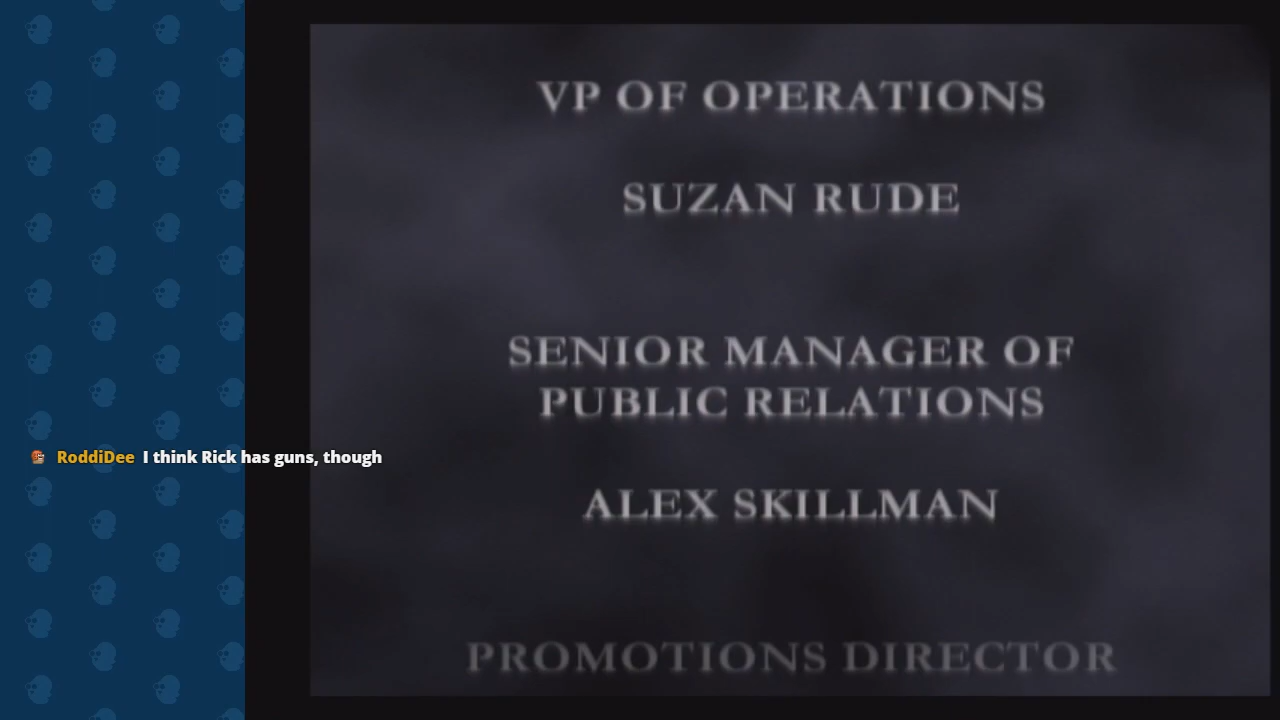 VP OF OPERATIONS
SUZAN RUDE
SENIOR MANAGER OF
PUBLIC RELATIONS
RoddiDee I think Rick has guns, though
ALEX SKILLMAN
PROMOTIONS DIRECTOR